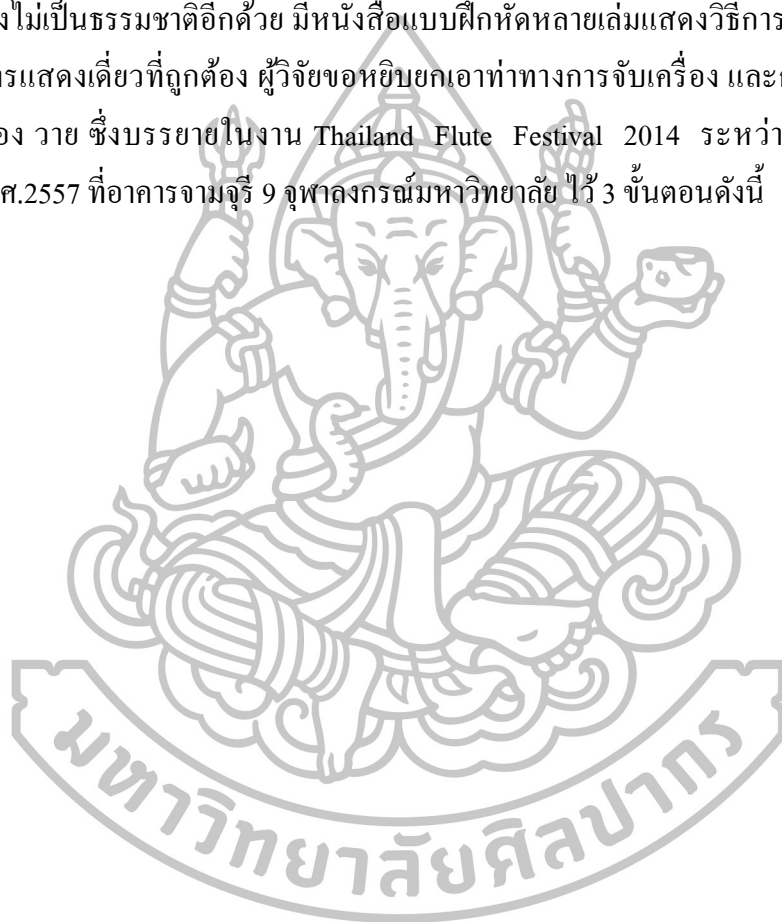 งไม่เป็นธรรมชาติอีกด้วย มีหนังสือแบบฝึกหัดหลายเล่มแสดงวิธีการ
รแสดงเดี่ยวที่ถูกต้อง ผู้วิจัยขอหยิบยกเอาท่าทางการจับเครื่อง และ
อง วาย ซึ่งบรรยายในงาน Thailand Flute Festival 2014 ระหว่า
ศ.2557 ที่อาคารจามจุรี 9 จุฬาลงกรณ์มหาวิทยาลัย ไว้ 3 ขั้นตอนดังนี้
มหาวิทยาลัยศิลปากร